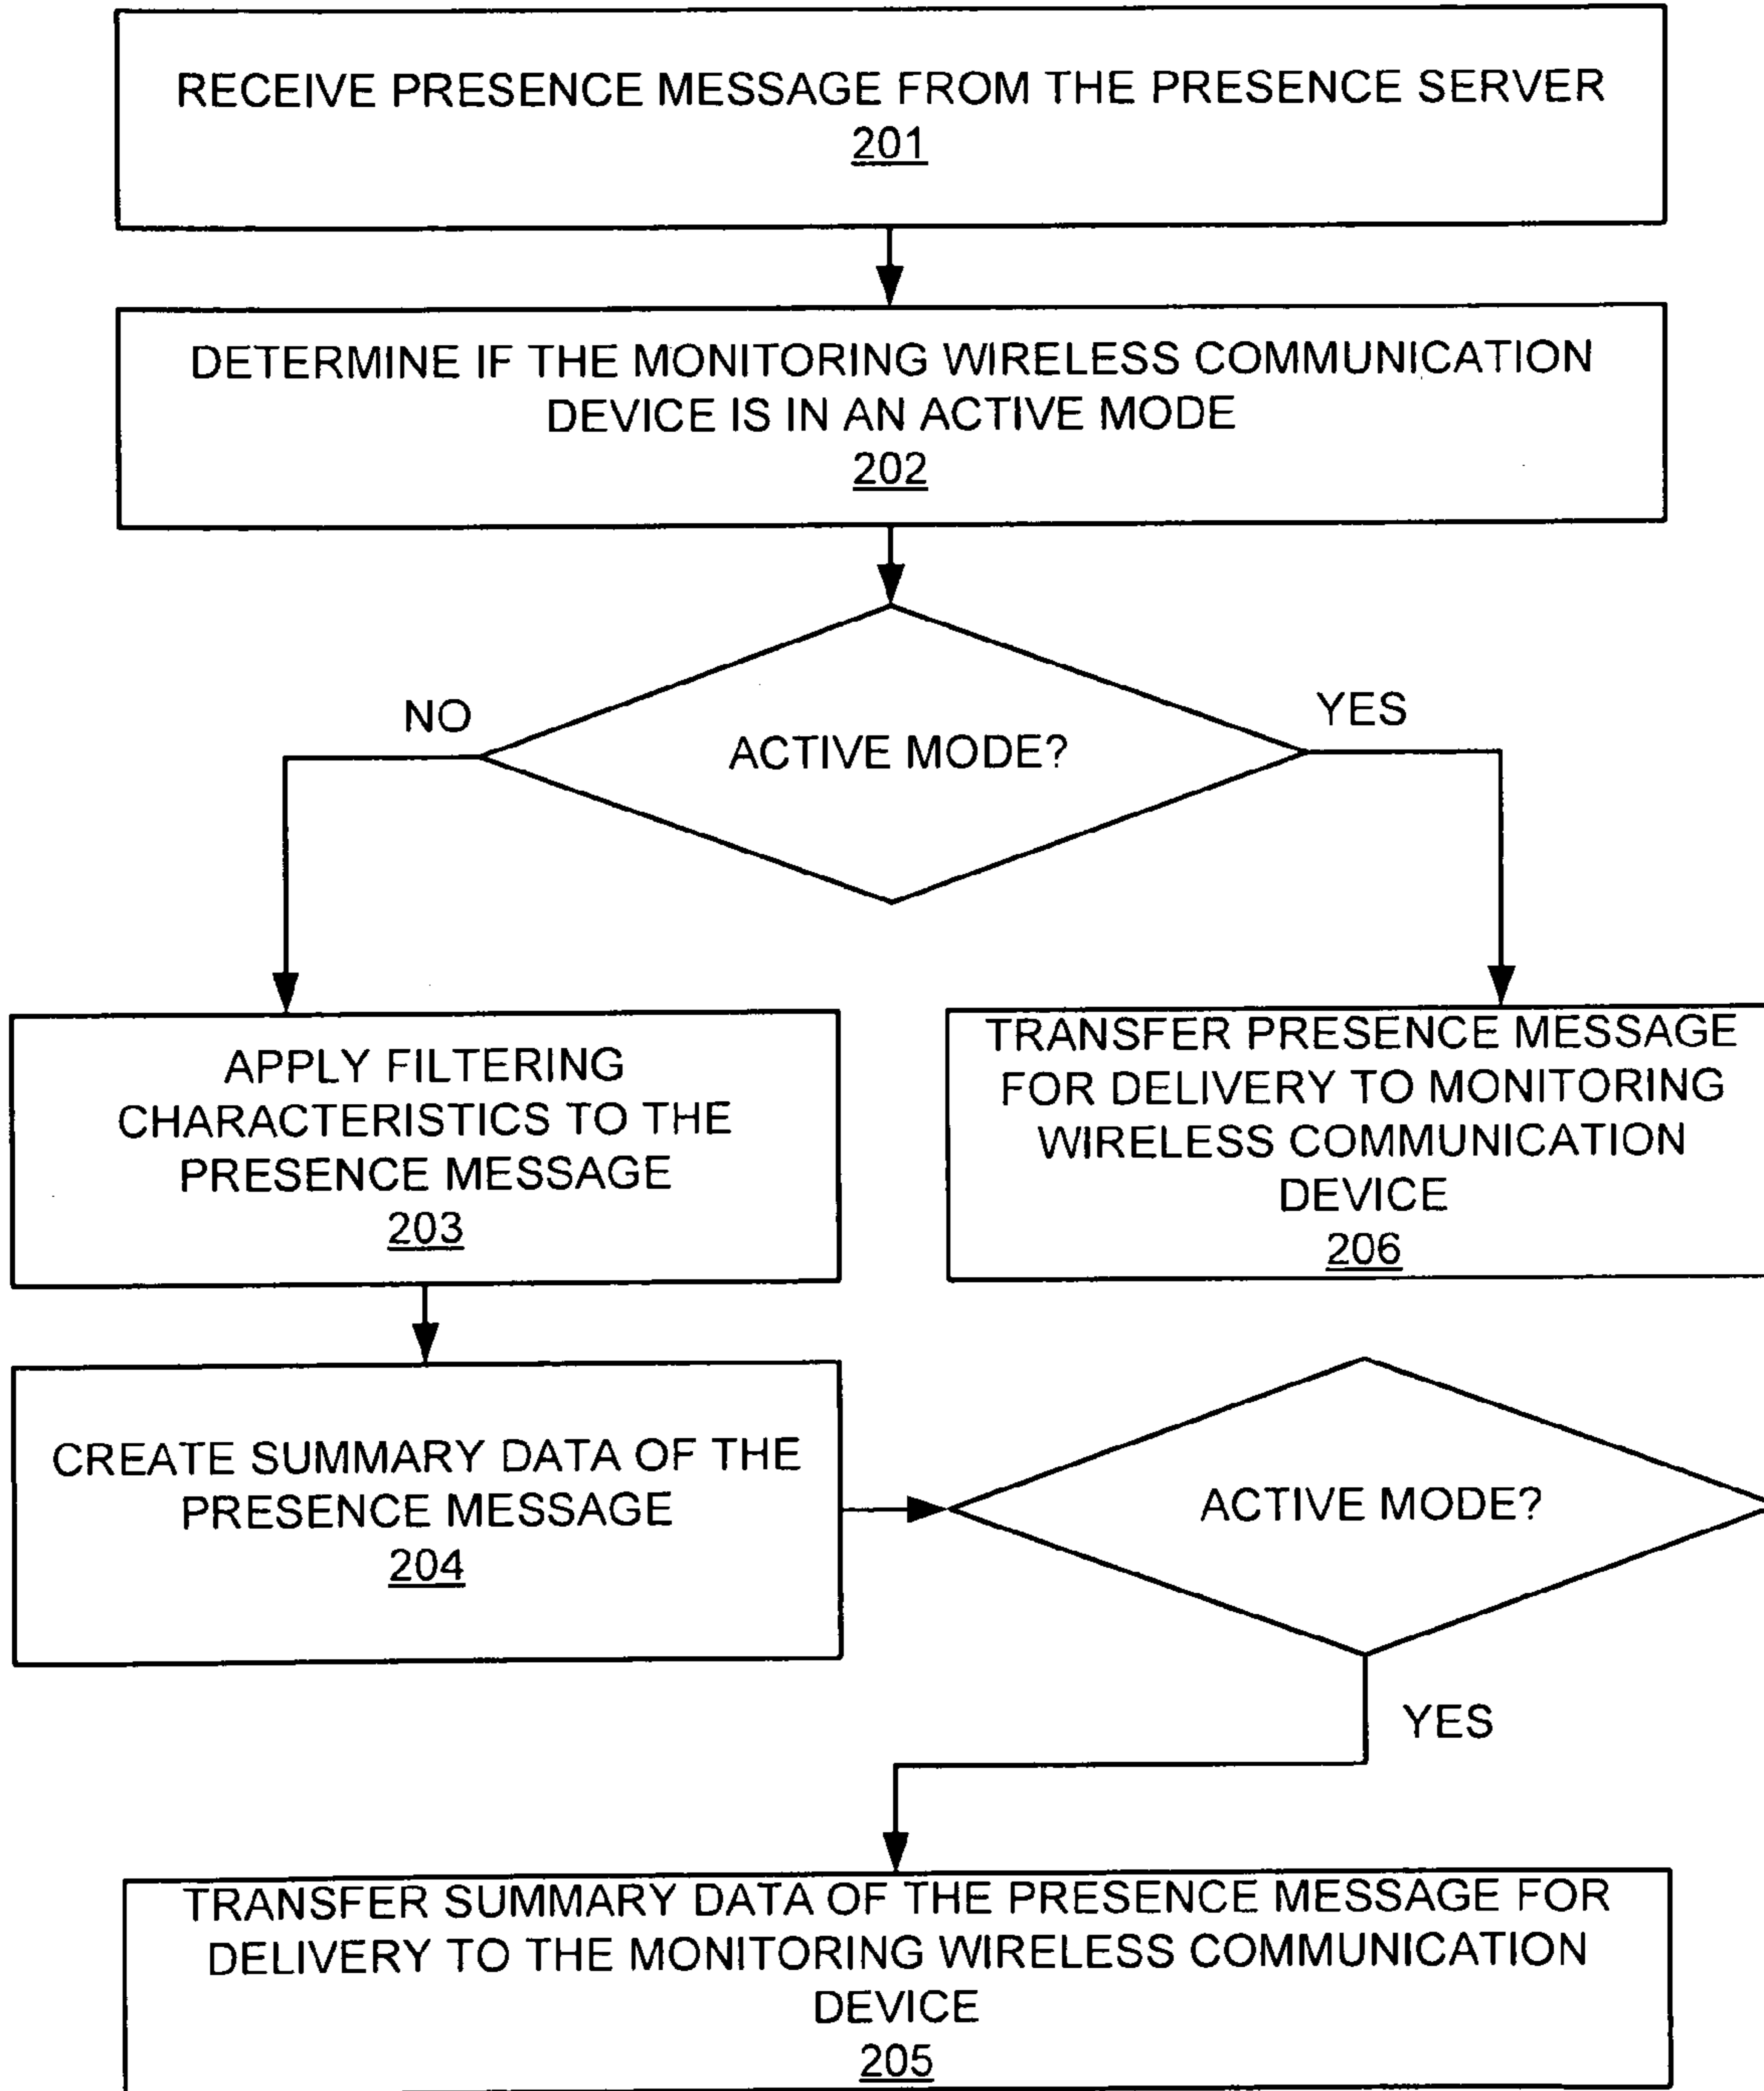 RECEIVE PRESENCE MESSAGE FROM THE PRESENCE SERVER
201
DETERMINE IF THE MONITORING WIRELESS COMMUNICATION
DEVICE IS IN AN ACTIVE MODE
202
NO
YES
ACTIVE MODE?
APPLY FILTERING
CHARACTERISTICS TO THE
PRESENCE MESSAGE
203
TRANSFER PRESENCE MESSAGE
FOR DELIVERY TO MONITORING
WIRELESS COMMUNICATION
DEVICE
206
CREATE SUMMARY DATA OF THE
PRESENCE MESSAGE
204
ACTIVE MODE?
YES
TRANSFER SUMMARY DATA OF THE PRESENCE MESSAGE FOR
DELIVERY TO THE MONITORING WIRELESS COMMUNICATION
DEVICE
205